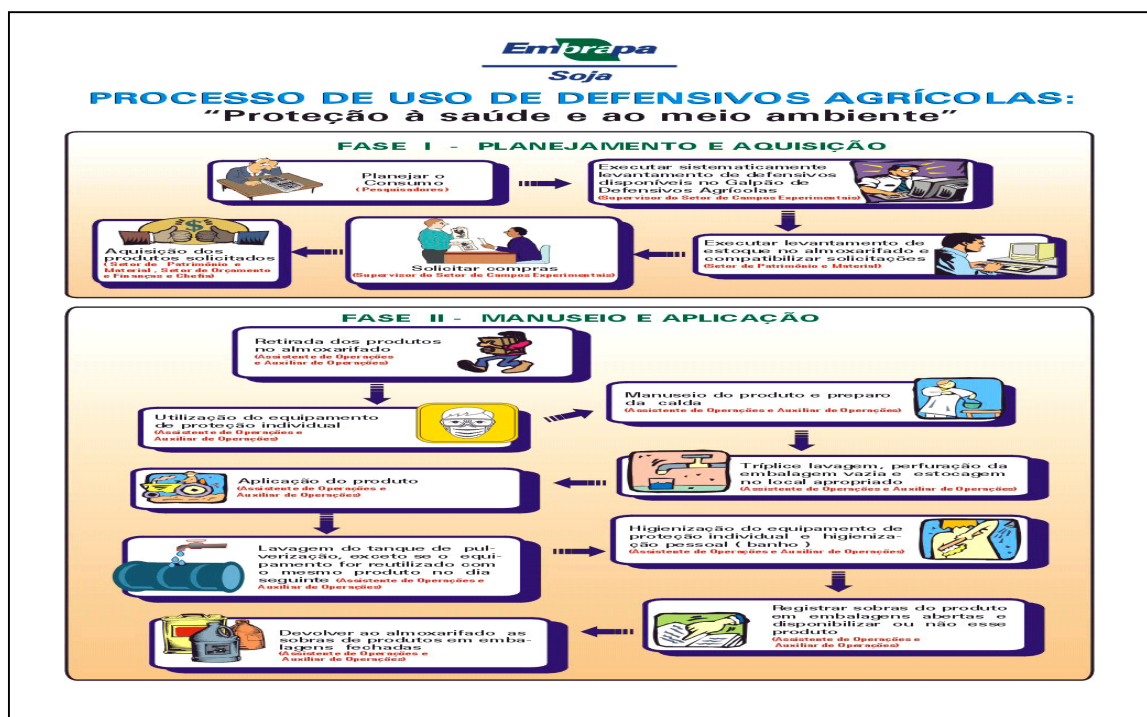 Embrapa
Soja
PROCESSO DE USO DE DEFENSIVOS AGRÍCOLAS:
“Proteção à saúde e ao meio ambiente”
FASE I - PLANEJAMENTO E AQUISIÇÃO
Planejar o
Consumo
(Pesquisadores)
Executar sistematicamente
levantamento de defensivos
disponíveis no Galpão de
Defensivos Agrícolas
(Supervisor do Setor de Campos Experimentais)
Executar levantamento de
estoque no almoxarifado e
compatibilizar solicitações
(Setor de Patrimônio e Material)
Solicitar compras
(Supervisor do Setor de Campos Experimentais)
Aquisição dos
produtos solicitados
(Setor de Patrimônio e
Material, Setor de Orçamento
e Finanças e Chefia)
FASE II - MANUSEIO E APLICAÇÃO
Retirada dos produtos
no almoxarifado
(Assistente de Operações
e Auxiliar de Operações)
Utilização do equipamento
de proteção individual
(Assistente de Operações e
Auxiliar de Operações)
Manuseio do produto e preparo
da calda
(Assistente de Operações e Auxiliar de Operações)
Tríplice lavagem, perfuração da
embalagem vazia e estocagem
no local apropriado
(Assistente de Operações e Auxiliar de Operações)
Aplicação do produto
(Assistente de Operações e
Auxiliar de Operações)
Lavagem do tanque de pul-
verização, exceto se o equi-
pamento for reutilizado com
o mesmo produto no dia
seguinte (Assistente de Operações e
Auxiliar de Operações)
Higienização do equipamento de
proteção individual e higieniza-
ção pessoal ( banho )
(Assistente de Operações e Auxiliar de Operações)
Registrar sobras do produto
em embalagens abertas e
disponibilizar ou não esse
produto
(Assistente de Operações e
Auxiliar de Operações)
Devolver ao almoxarifado as
sobras de produtos em emba-
lagens fechadas
(Assistente de Operações e
Auxiliar de Operações)